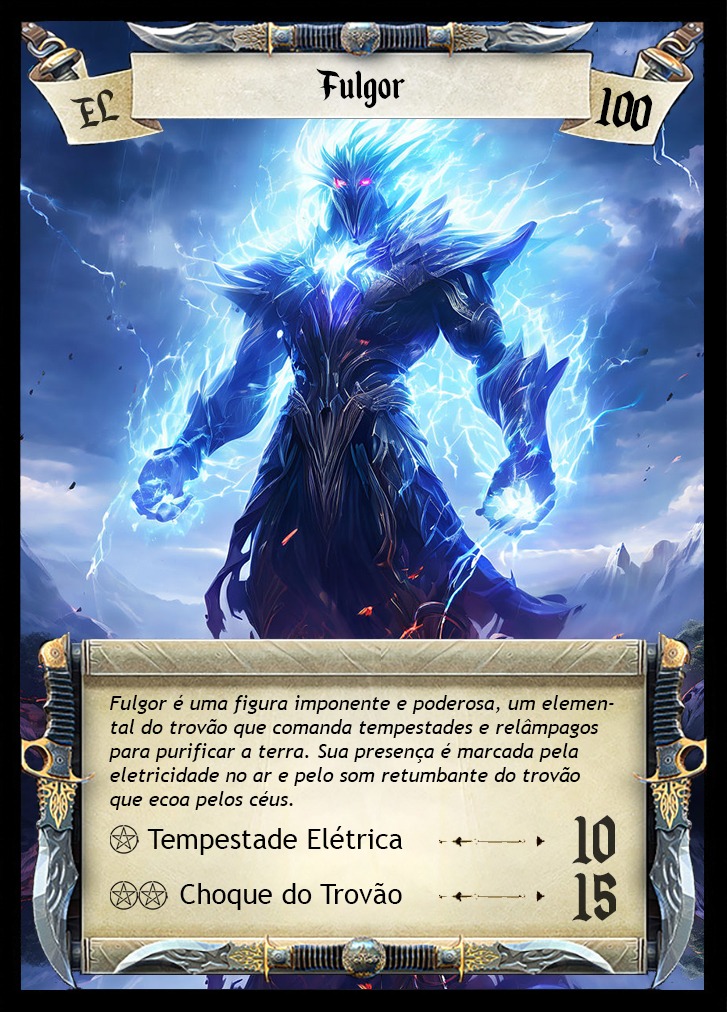 Fulgor
EL
100
Fulgor é uma figura imponente e poderosa, um elemen-
tal do trovão que comanda tempestades e relâmpagos
para purificar a terra. Sua presença é marcada pela
eletricidade no ar e pelo som retumbante do trovão
que ecoa pelos céus.
Tempestade Elétrica 10
Choque do Trovão 15